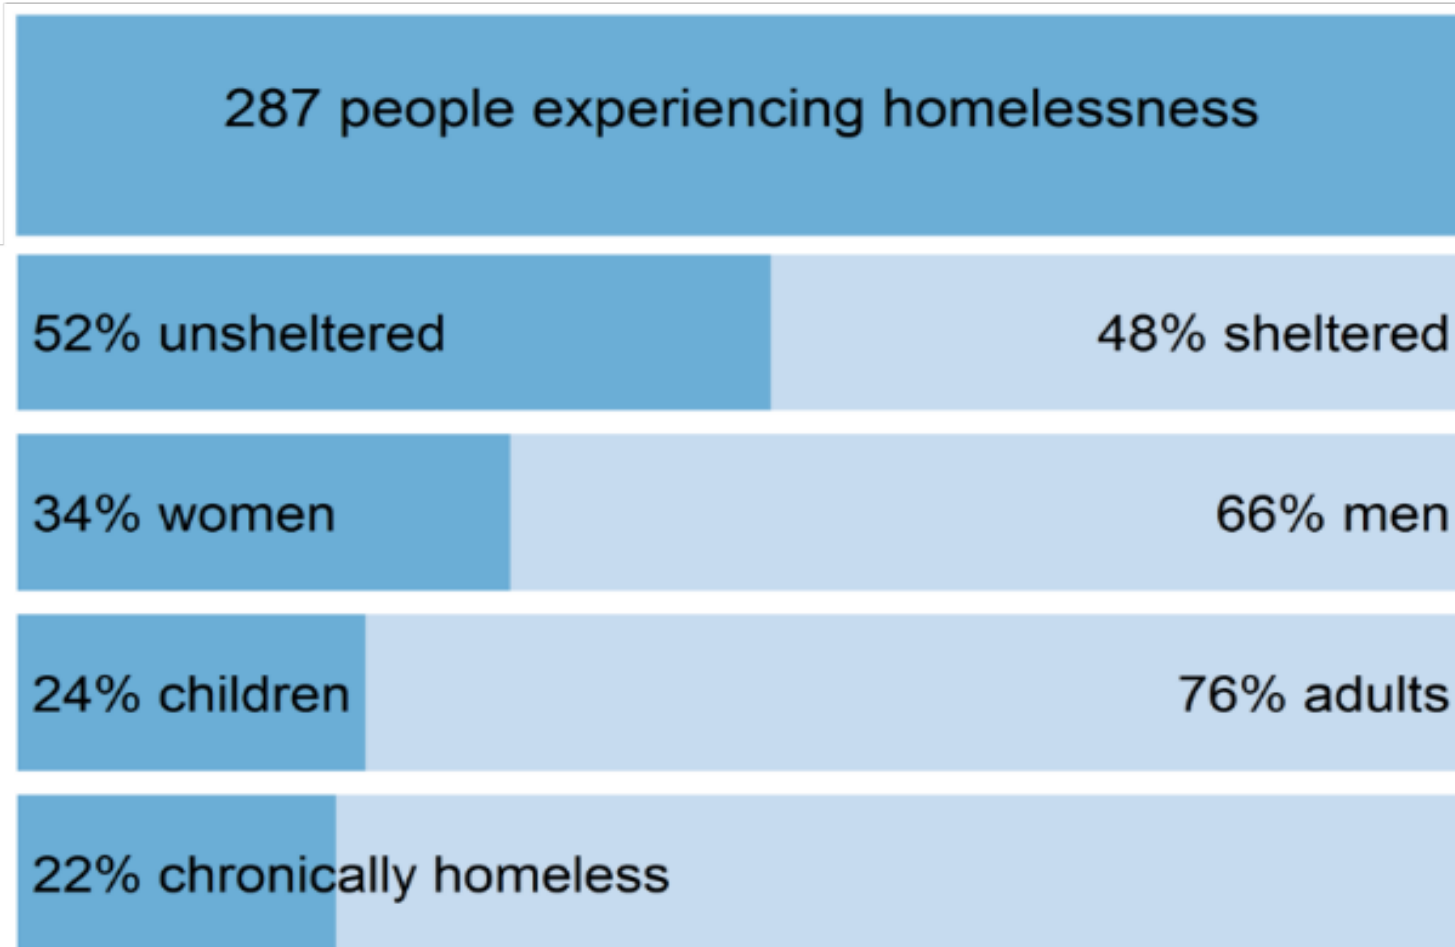 287 people experiencing homelessness
52% unsheltered 48% sheltered
34% women 66% men
24% children 76% adults
22% chronically homeless